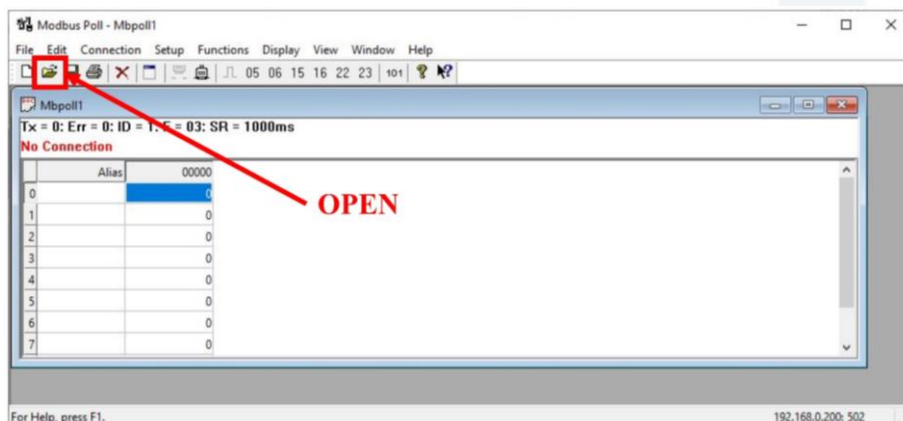 Modbus Poll - Mbpoll1
File Edit Connection Setup Functions Display View Window Help
05 06 15 16 22 23 101
Mbpoll1
Tx = 0: Err = 0: ID = 1: F = 03: SR = 1000ms
No Connection
Alias 00000
0 0
1 0
OPEN
2 0
3 0
4 0
5 0
6 0
7 0
For Help, press F1.
192.168.0.200: 502